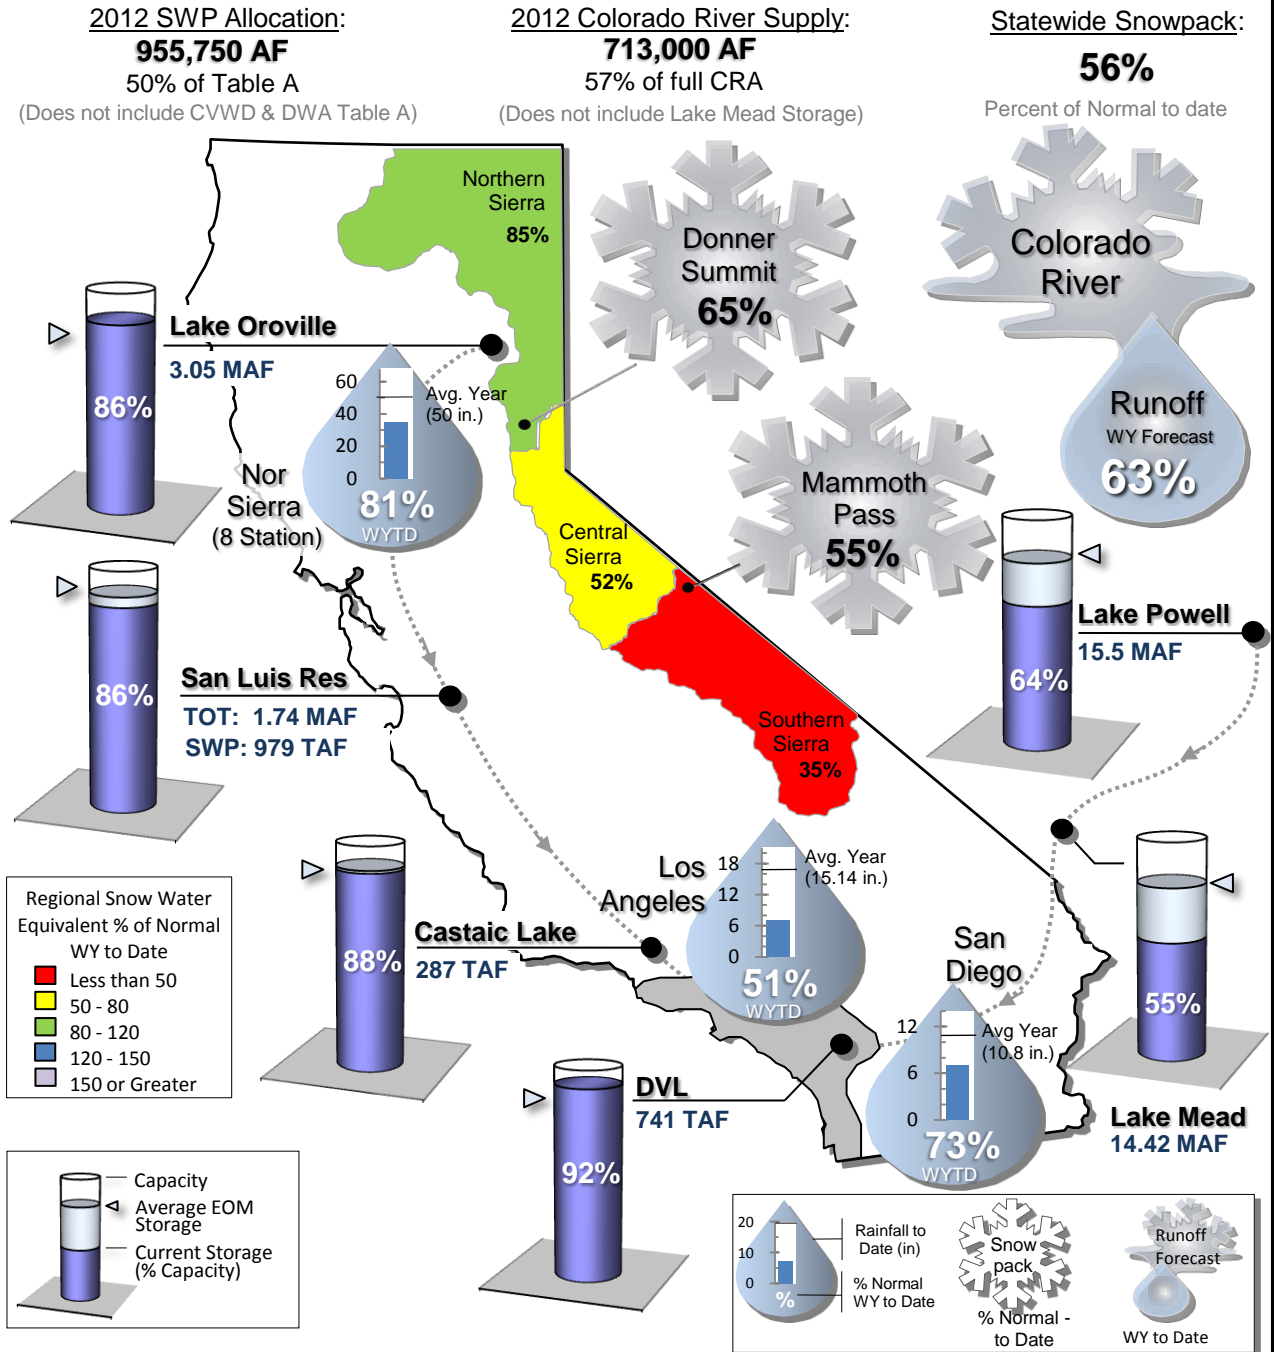 2012 SWP Allocation:
955,750 AF
50% of Table A
(Does not include CVWD & DWA Table A)
2012 Colorado River Supply:
713,000 AF
57% of full CRA
(Does not include Lake Mead Storage)
Statewide Snowpack:
56%
Percent of Normal to date
Northern
Sierra
85%
Donner
Summit
65%
Colorado
River
Runoff
WY Forecast
63%
Lake Oroville
3.05 MAF
86%
60
40
20
0
Avg. Year
(50 in.)
81%
WYTD
Nor
Sierra
(8 Station)
Mammoth
Pass
55%
Central
Sierra
52%
Lake Powell
15.5 MAF
64%
San Luis Res
TOT: 1.74 MAF
SWP: 979 TAF
86%
Southern
Sierra
35%
Los
Angeles
18
12
6
0
Avg. Year
(15.14 in.)
51%
WYTD
Regional Snow Water
Equivalent % of Normal
WY to Date
Less than 50
50 - 80
80 - 120
120 - 150
150 or Greater
Castaic Lake
287 TAF
88%
San
Diego
12
6
0
Avg Year
(10.8 in.)
73%
WYTD
55%
Lake Mead
14.42 MAF
DVL
741 TAF
92%
Capacity
Average EOM
Storage
Current Storage
(% Capacity)
20
10
0
%
Rainfall to
Date (in)
% Normal
WY to Date
Snow
pack
% Normal -
to Date
Runoff
Forecast
WY to Date